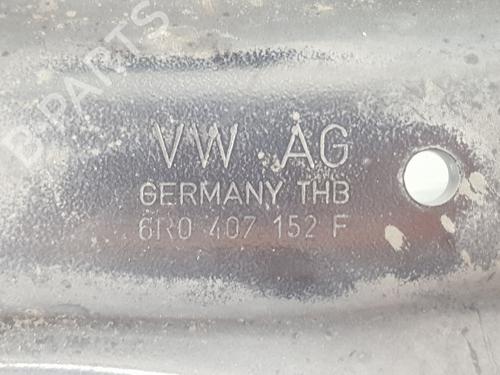 B-PARTS
VW AG
GERMANY THB
6R0 407 152 F